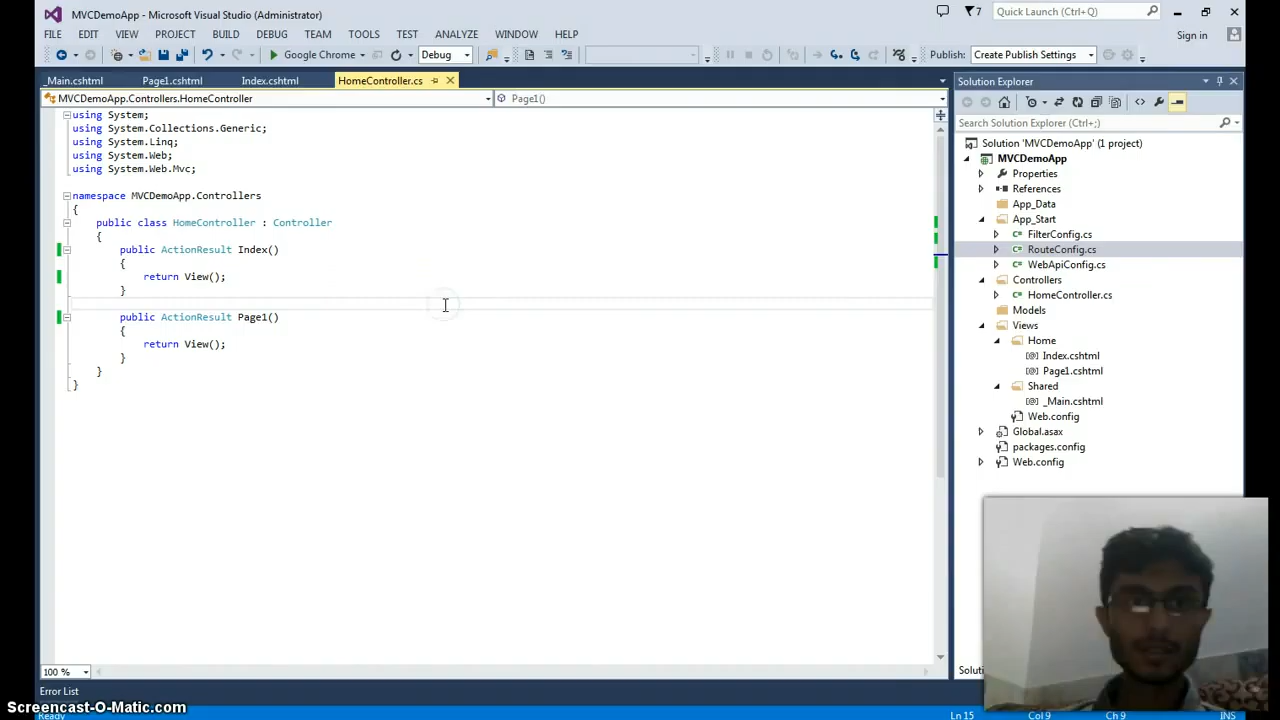 MVCDemoApp - Microsoft Visual Studio (Administrator)
7
Quick Launch (Ctrl+Q)
FILE EDIT VIEW PROJECT BUILD DEBUG TEAM TOOLS TEST ANALYZE WINDOW HELP
Sign in
Google Chrome
Debug
Publish: Create Publish Settings
_Main.cshtml Page1.cshtml Index.cshtml HomeController.cs
MVCDemoApp.Controllers.HomeController
Page1()
using System;
using System.Collections.Generic;
using System.Linq;
using System.Web;
using System.Web.Mvc;
namespace MVCDemoApp.Controllers
{
public class HomeController : Controller
{
public ActionResult Index()
{
return View();
}
public ActionResult Page1()
{
return View();
}
}
}
100 %
Error List
Ready
Ln 15
Col 9
Ch 9
INS
Solution Explorer
Search Solution Explorer (Ctrl+;)
Solution 'MVCDemoApp' (1 project)
MVCDemoApp
Properties
References
App_Data
App_Start
FilterConfig.cs
RouteConfig.cs
WebApiConfig.cs
Controllers
HomeController.cs
Models
Views
Home
Index.cshtml
Page1.cshtml
Shared
_Main.cshtml
Web.config
Global.asax
packages.config
Web.config
Screencast-O-Matic.com